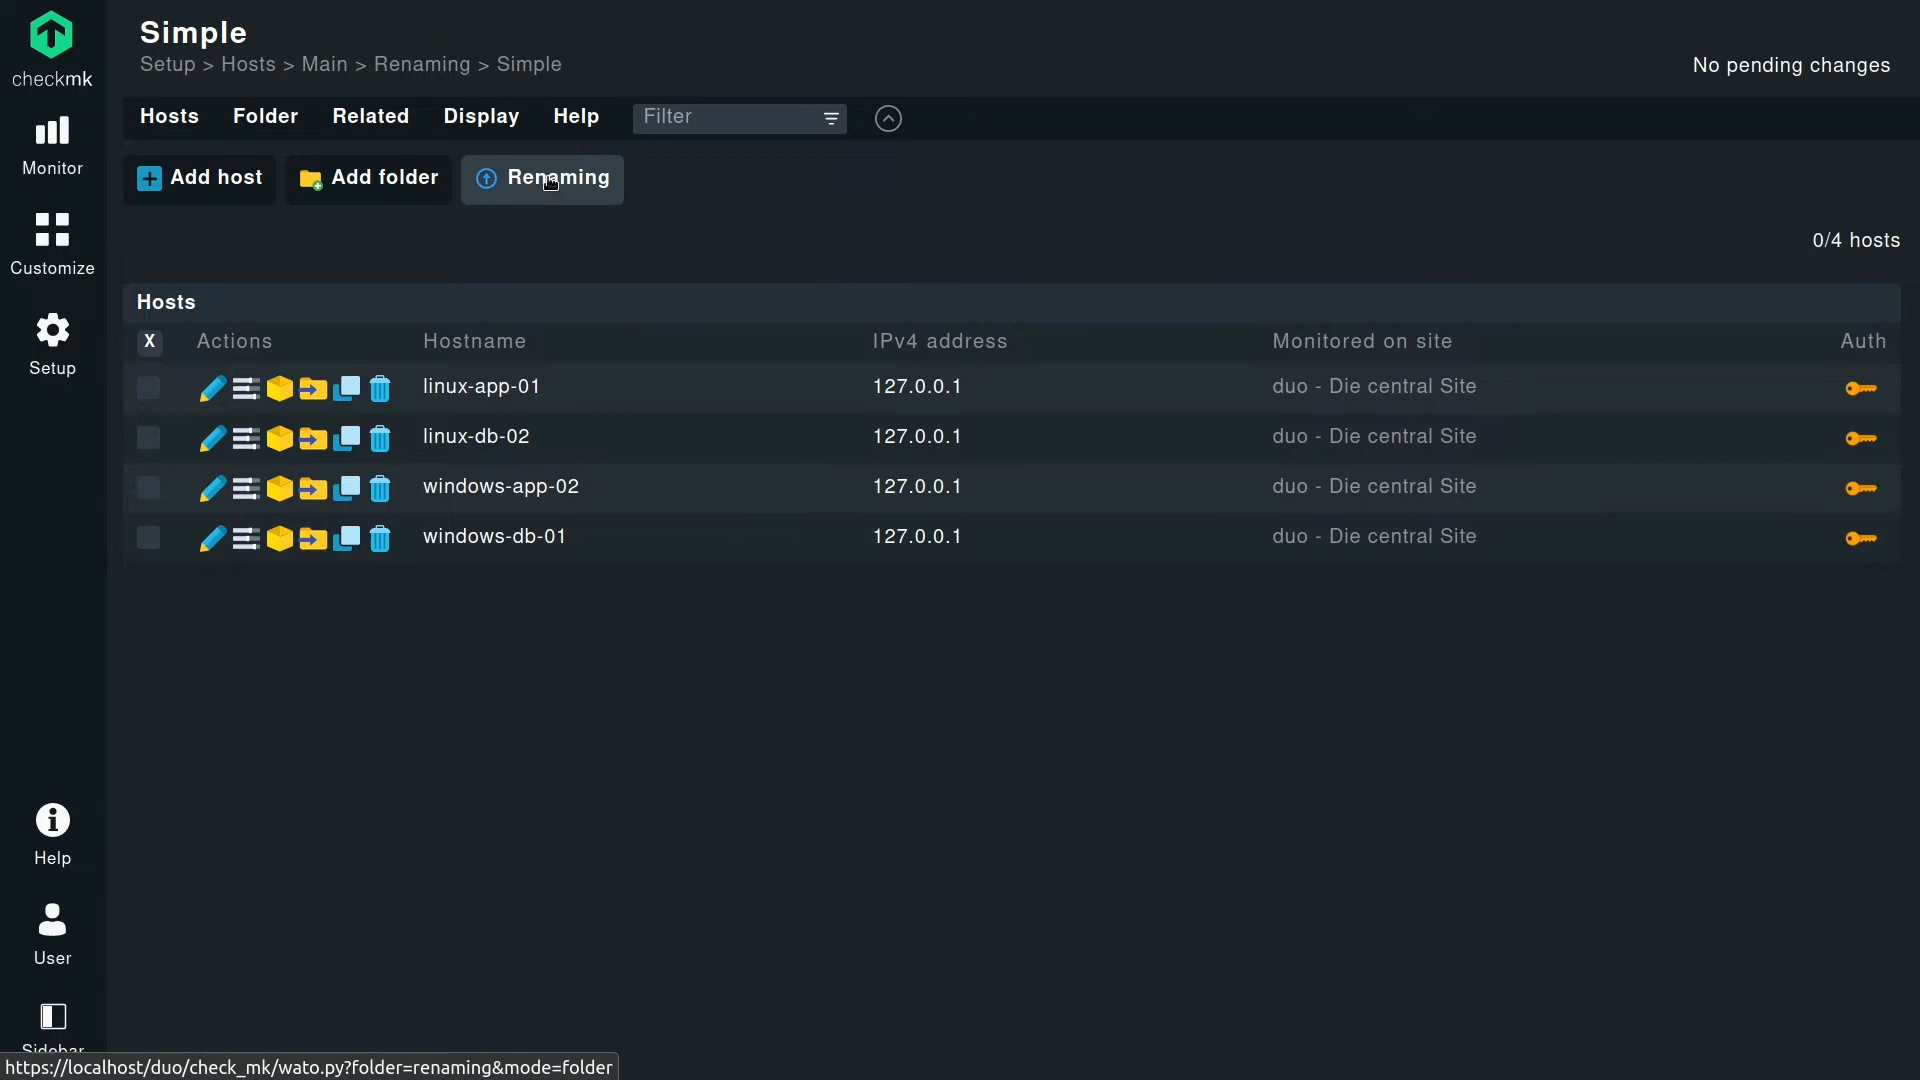 Simple
Setup > Hosts > Main > Renaming > Simple
No pending changes
checkmk
Hosts Folder Related Display Help Filter
Monitor
Add host Add folder Renaming
Customize
0/4 hosts
Hosts
X Actions Hostname IPv4 address Monitored on site Auth
Setup
linux-app-01 127.0.0.1 duo - Die central Site
linux-db-02 127.0.0.1 duo - Die central Site
windows-app-02 127.0.0.1 duo - Die central Site
windows-db-01 127.0.0.1 duo - Die central Site
Help
User
Sidebar
https://localhost/duo/check_mk/wato.py?folder=renaming&mode=folder